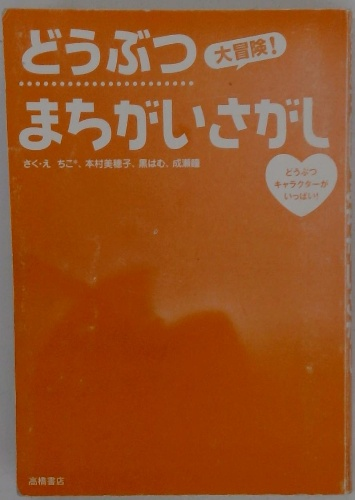 どうぶつ
大冒険!
まちがいさがし
さく・え ちこ*、本村美穂子、黒はむ、成瀬瞳
どうぶつ
キャラクターが
いっぱい!
高橋書店